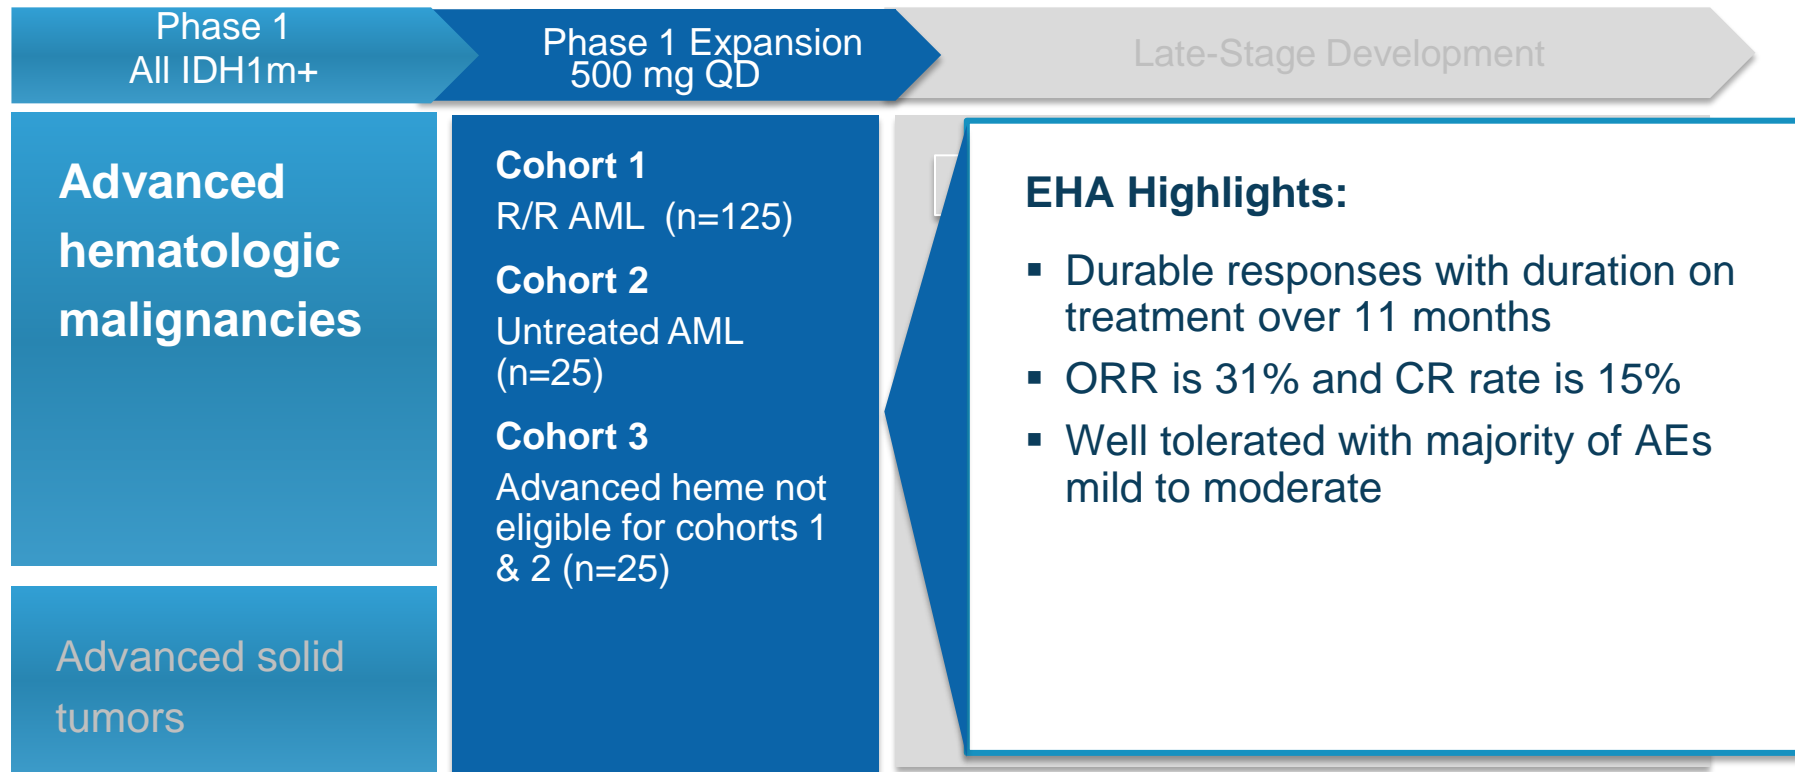 Phase 1
All IDH1m+
Phase 1 Expansion
500 mg QD
Late-Stage Development
Advanced
hematologic
malignancies
Advanced solid
tumors
Cohort 1
R/R AML (n=125)
Cohort 2
Untreated AML
(n=25)
Cohort 3
Advanced heme not
eligible for cohorts 1
& 2 (n=25)
EHA Highlights:
▪ Durable responses with duration on
treatment over 11 months
▪ ORR is 31% and CR rate is 15%
▪ Well tolerated with majority of AEs
mild to moderate